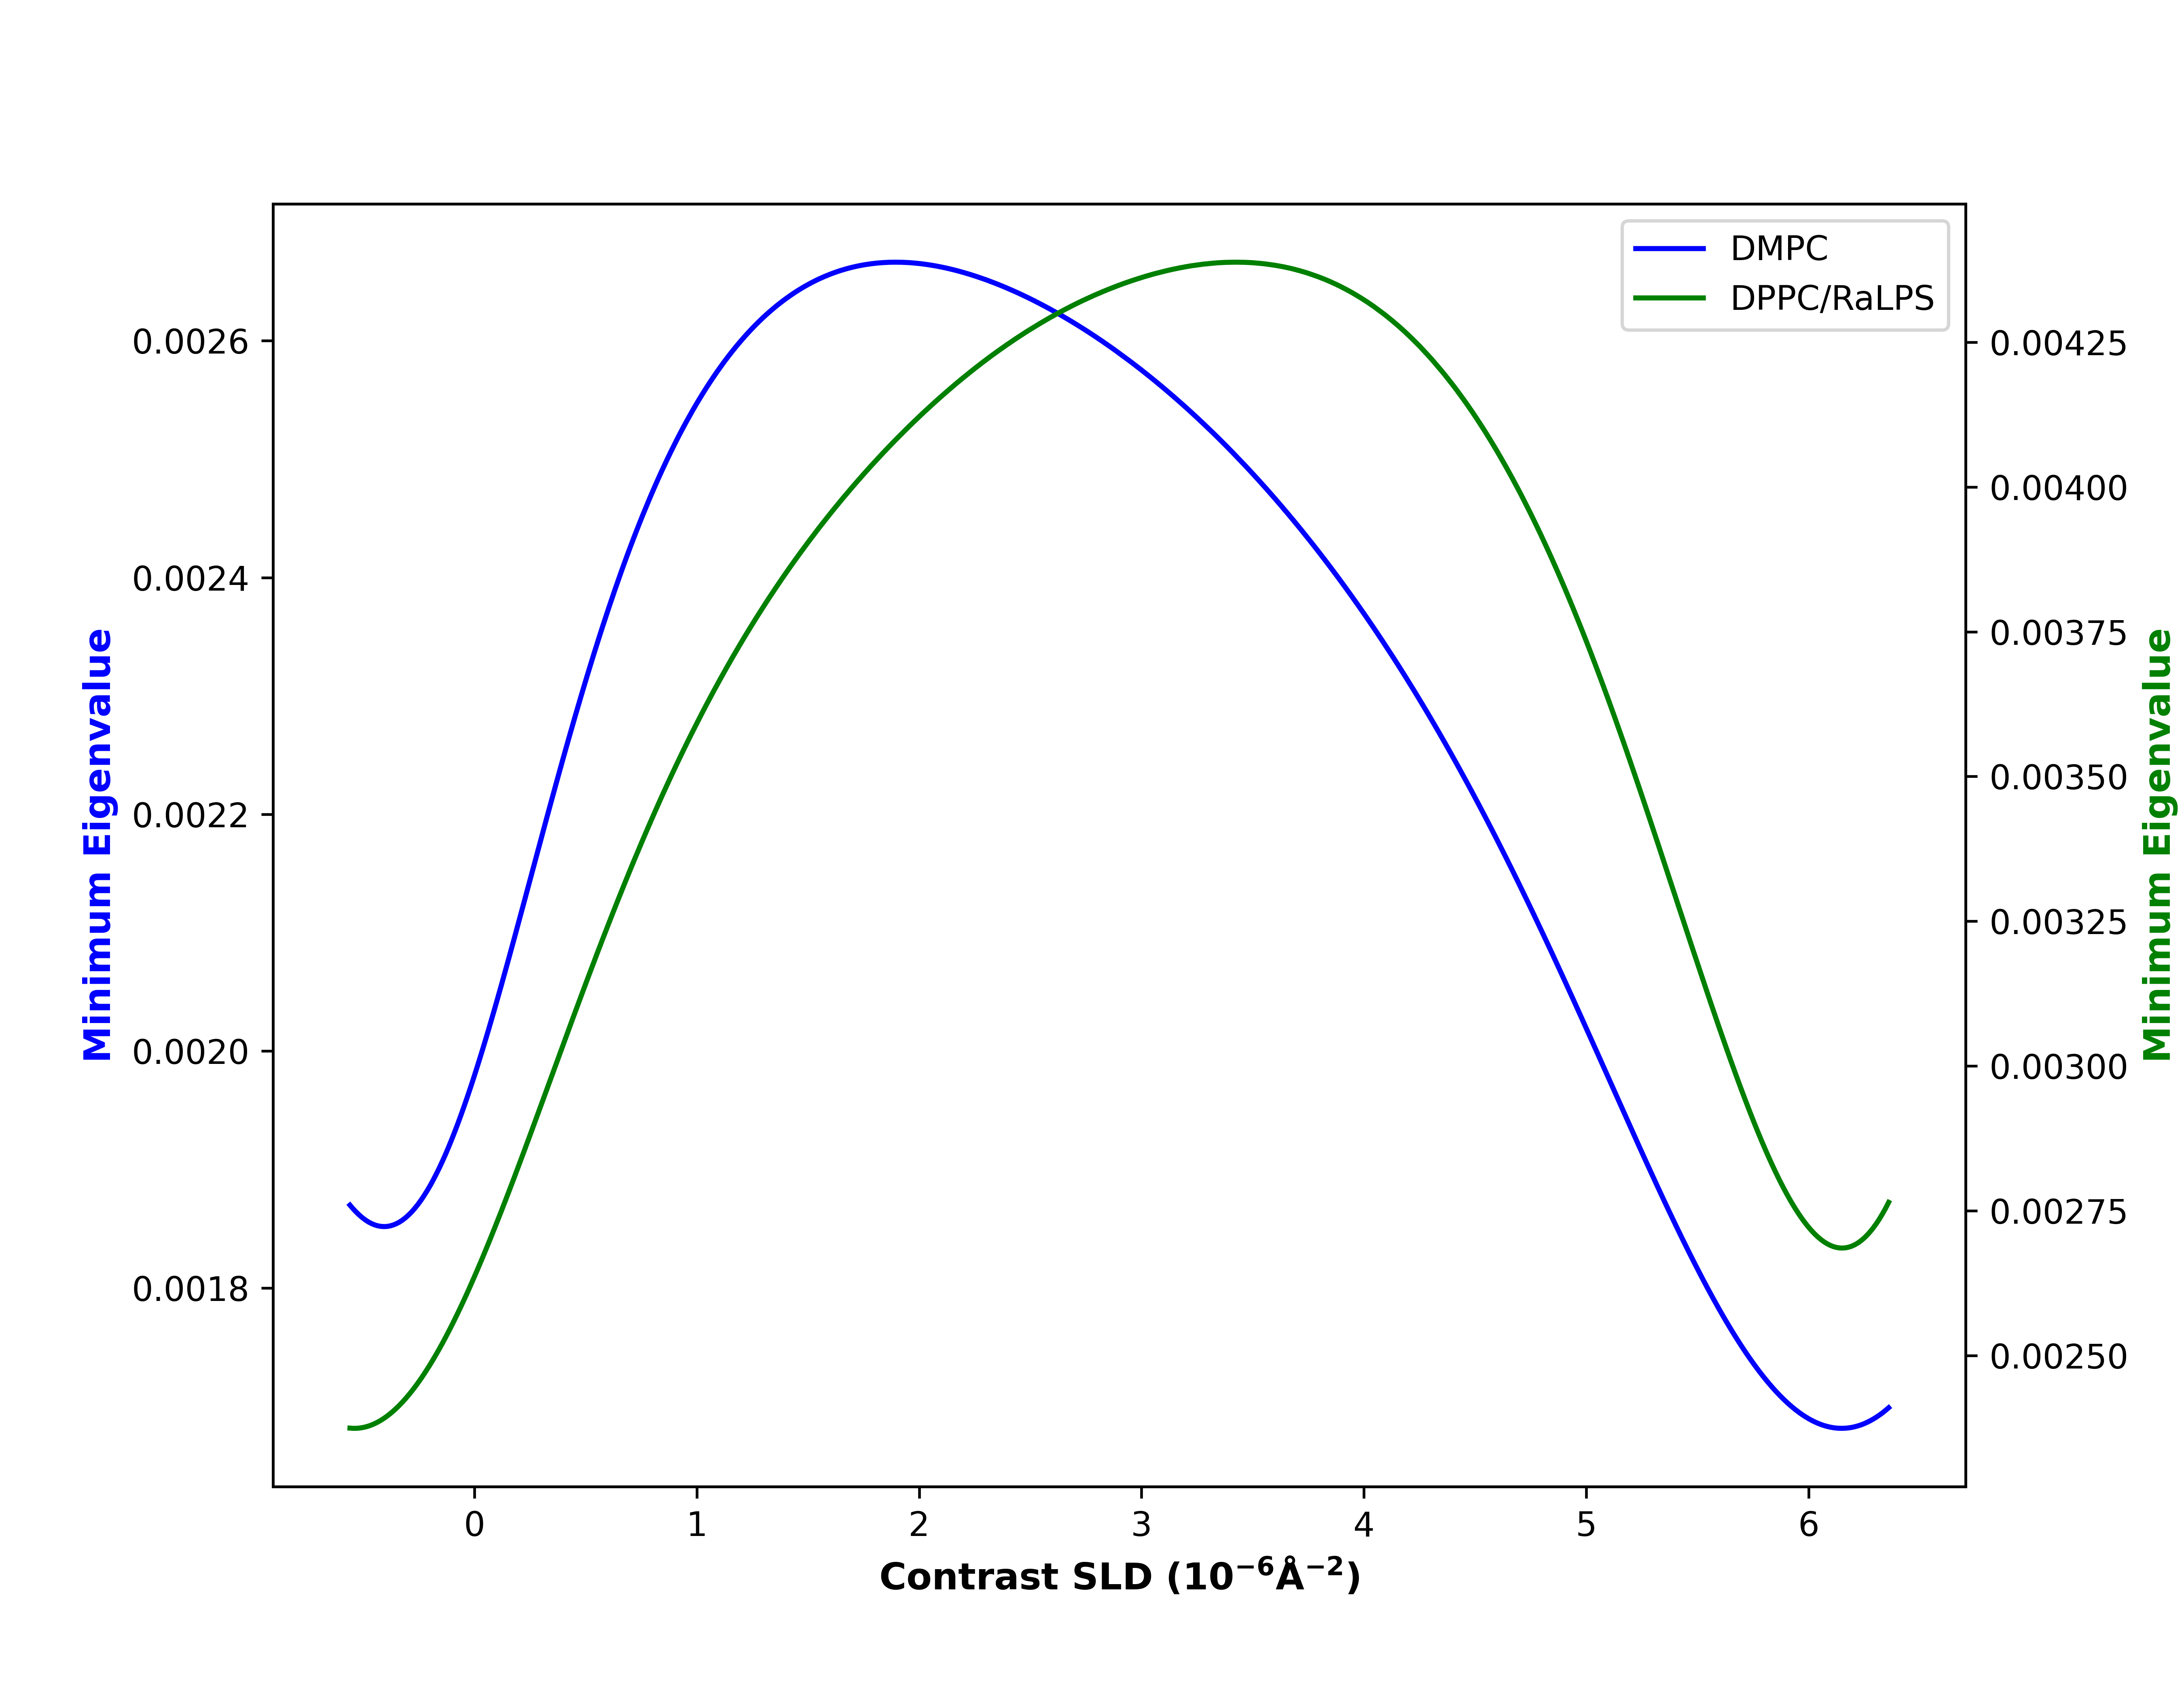 DMPC
DPPC/RaLPS
Minimum Eigenvalue
0.0026
0.0024
0.0022
0.0020
0.0018
0.00425
0.00400
0.00375
0.00350
0.00325
0.00300
0.00275
0.00250
Minimum Eigenvalue
0 1 2 3 4 5 6
Contrast SLD (10⁻⁶Å⁻²)